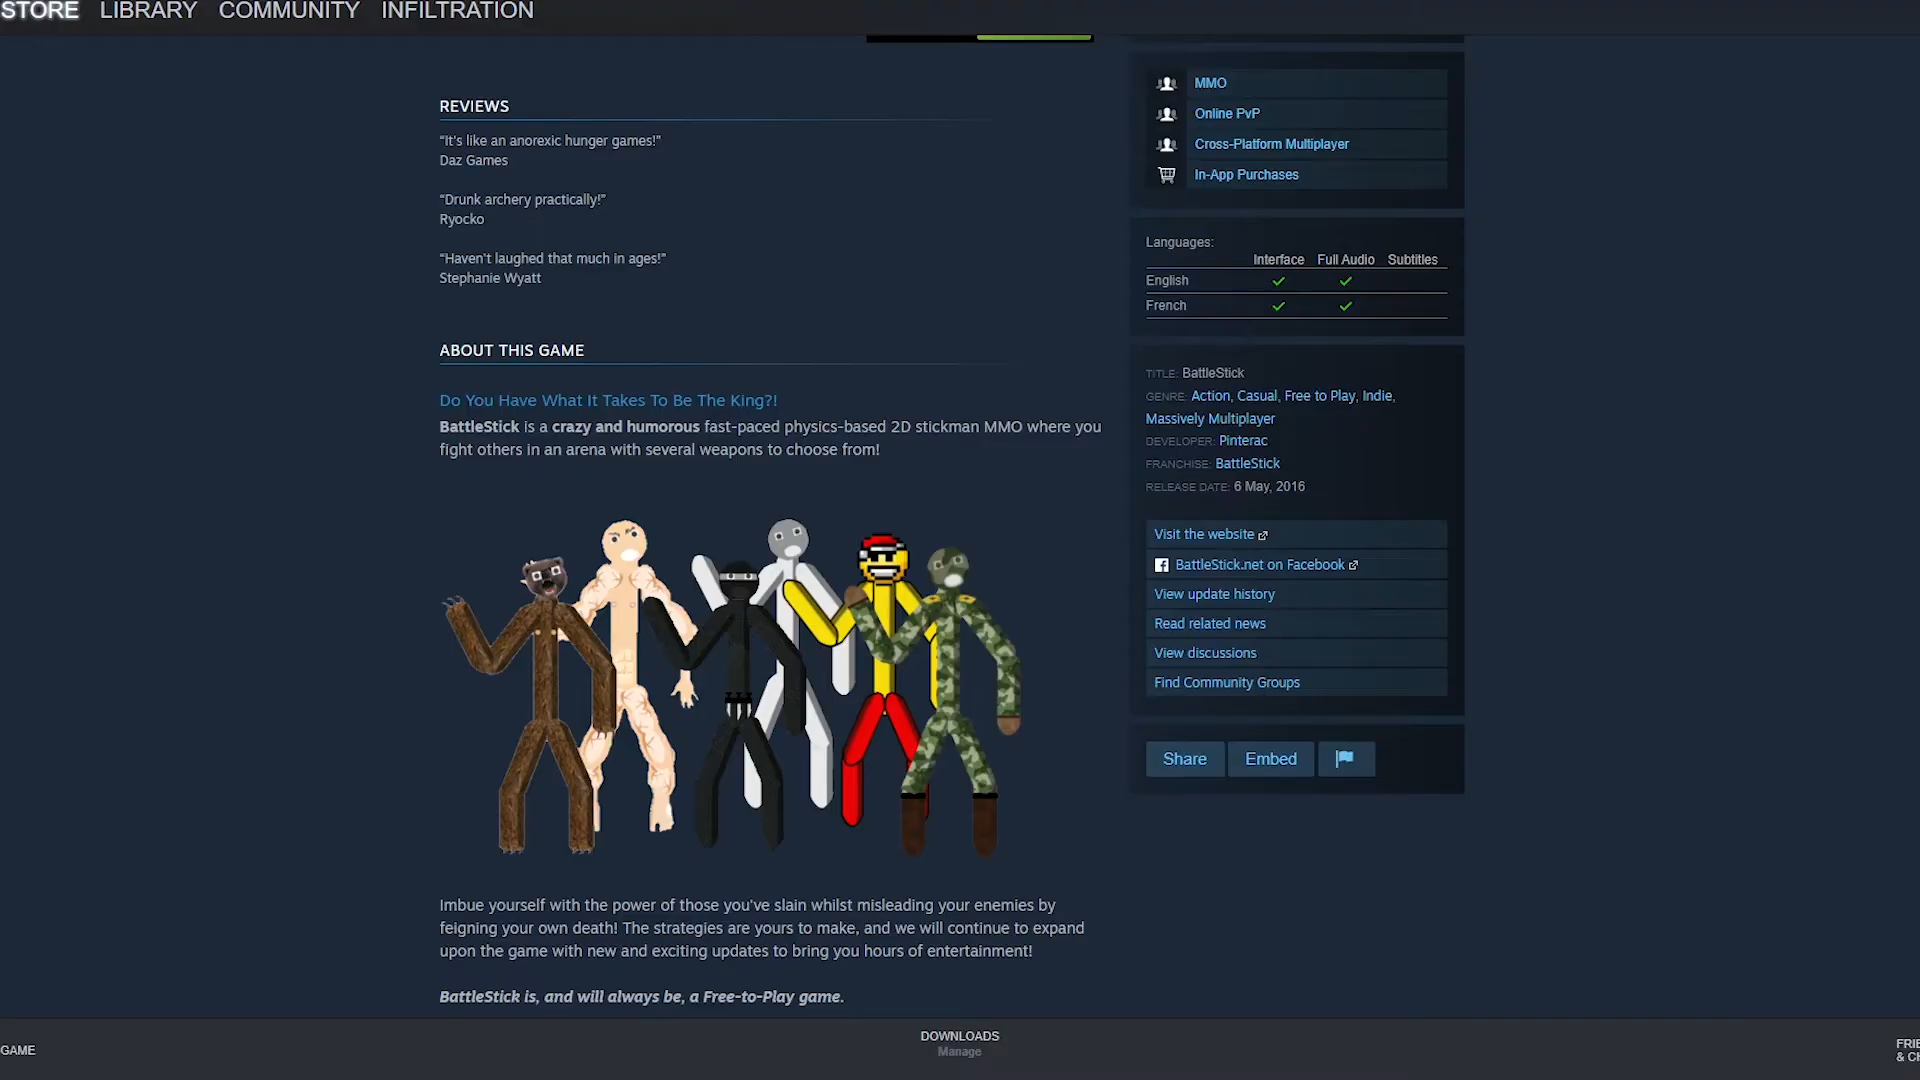 STORE LIBRARY COMMUNITY INFILTRATION
REVIEWS
“It's like an anorexic hunger games!”
Daz Games
“Drunk archery practically!”
Ryocko
“Haven't laughed that much in ages!”
Stephanie Wyatt
ABOUT THIS GAME
Do You Have What It Takes To Be The King?!
BattleStick is a crazy and humorous fast-paced physics-based 2D stickman MMO where you
fight others in an arena with several weapons to choose from!
Imbue yourself with the power of those you've slain whilst misleading your enemies by
feigning your own death! The strategies are yours to make, and we will continue to expand
upon the game with new and exciting updates to bring you hours of entertainment!
BattleStick is, and will always be, a Free-to-Play game.
MMO
Online PvP
Cross-Platform Multiplayer
In-App Purchases
Languages:
Interface Full Audio Subtitles
English
French
TITLE: BattleStick
GENRE: Action, Casual, Free to Play, Indie,
Massively Multiplayer
DEVELOPER: Pinterac
FRANCHISE: BattleStick
RELEASE DATE: 6 May, 2016
Visit the website
BattleStick.net on Facebook
View update history
Read related news
View discussions
Find Community Groups
Share Embed
GAME
DOWNLOADS
Manage
FRIE
& CH